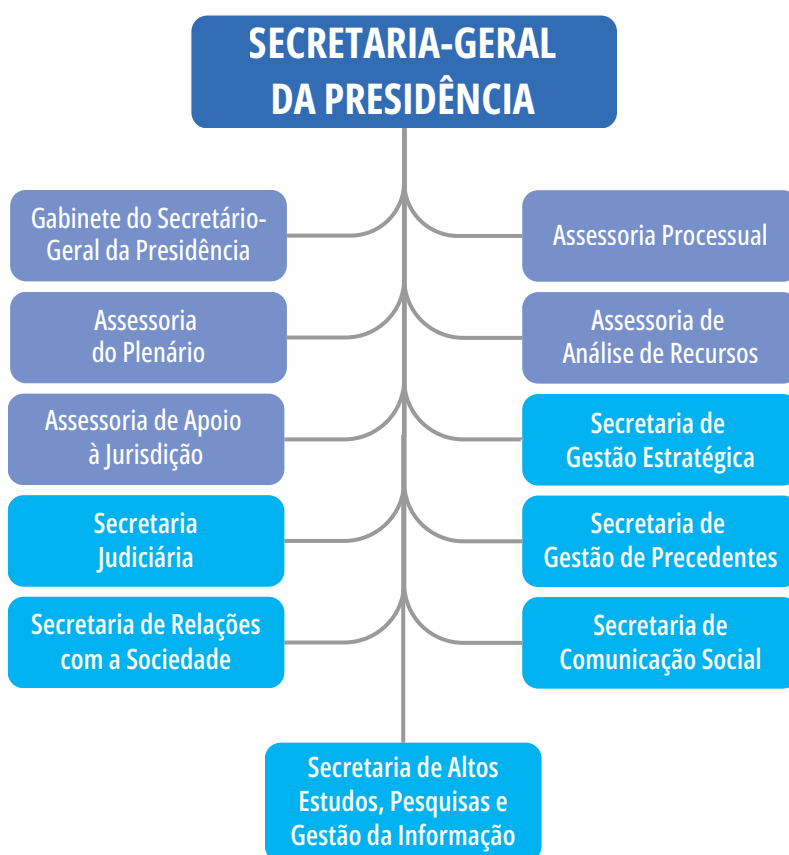 SECRETARIA-GERAL
DA PRESIDÊNCIA
Gabinete do Secretário-
Geral da Presidência
Assessoria Processual
Assessoria
do Plenário
Assessoria de
Análise de Recursos
Assessoria de Apoio
à Jurisdição
Secretaria de
Gestão Estratégica
Secretaria
Judiciária
Secretaria de
Gestão de Precedentes
Secretaria de Relações
com a Sociedade
Secretaria de
Comunicação Social
Secretaria de Altos
Estudos, Pesquisas e
Gestão da Informação